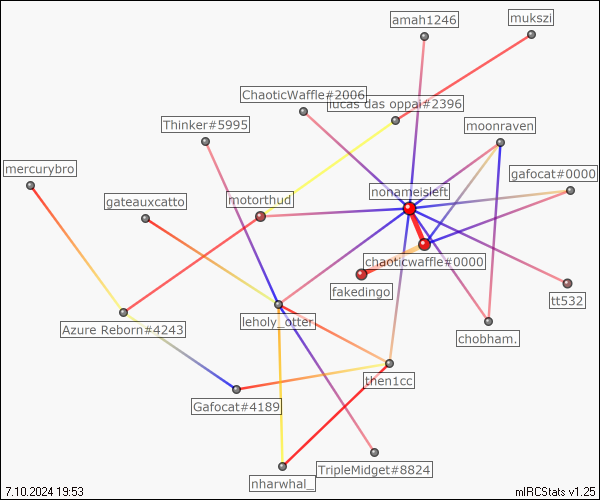 amah1246
mukszi
ChaoticWaffle#2006
lucas das oppai#2396
Thinker#5995
moonraven
mercurybro
gafocat#0000
gateauxcatto
motorthud
nonameisleft
chaoticwaffle#0000
fakedingo
tt532
Azure Reborn#4243
leholy_otter
chobham.
then1cc
Gafocat#4189
nharwhal_
TripleMidget#8824
7.10.2024 19:53
mIRCStats v1.25